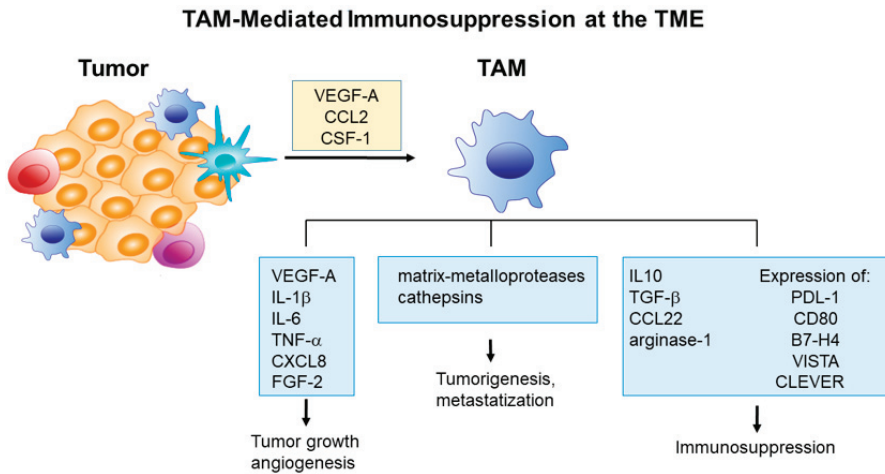 TAM-Mediated Immunosuppression at the TME
Tumor
TAM
VEGF-A
CCL2
CSF-1
VEGF-A
IL-1β
IL-6
TNF-α
CXCL8
FGF-2
Tumor growth
angiogenesis
matrix-metalloproteases
cathepsins
Tumorigenesis,
metastatization
IL10
TGF-β
CCL22
arginase-1
Expression of:
PDL-1
CD80
B7-H4
VISTA
CLEVER
Immunosuppression